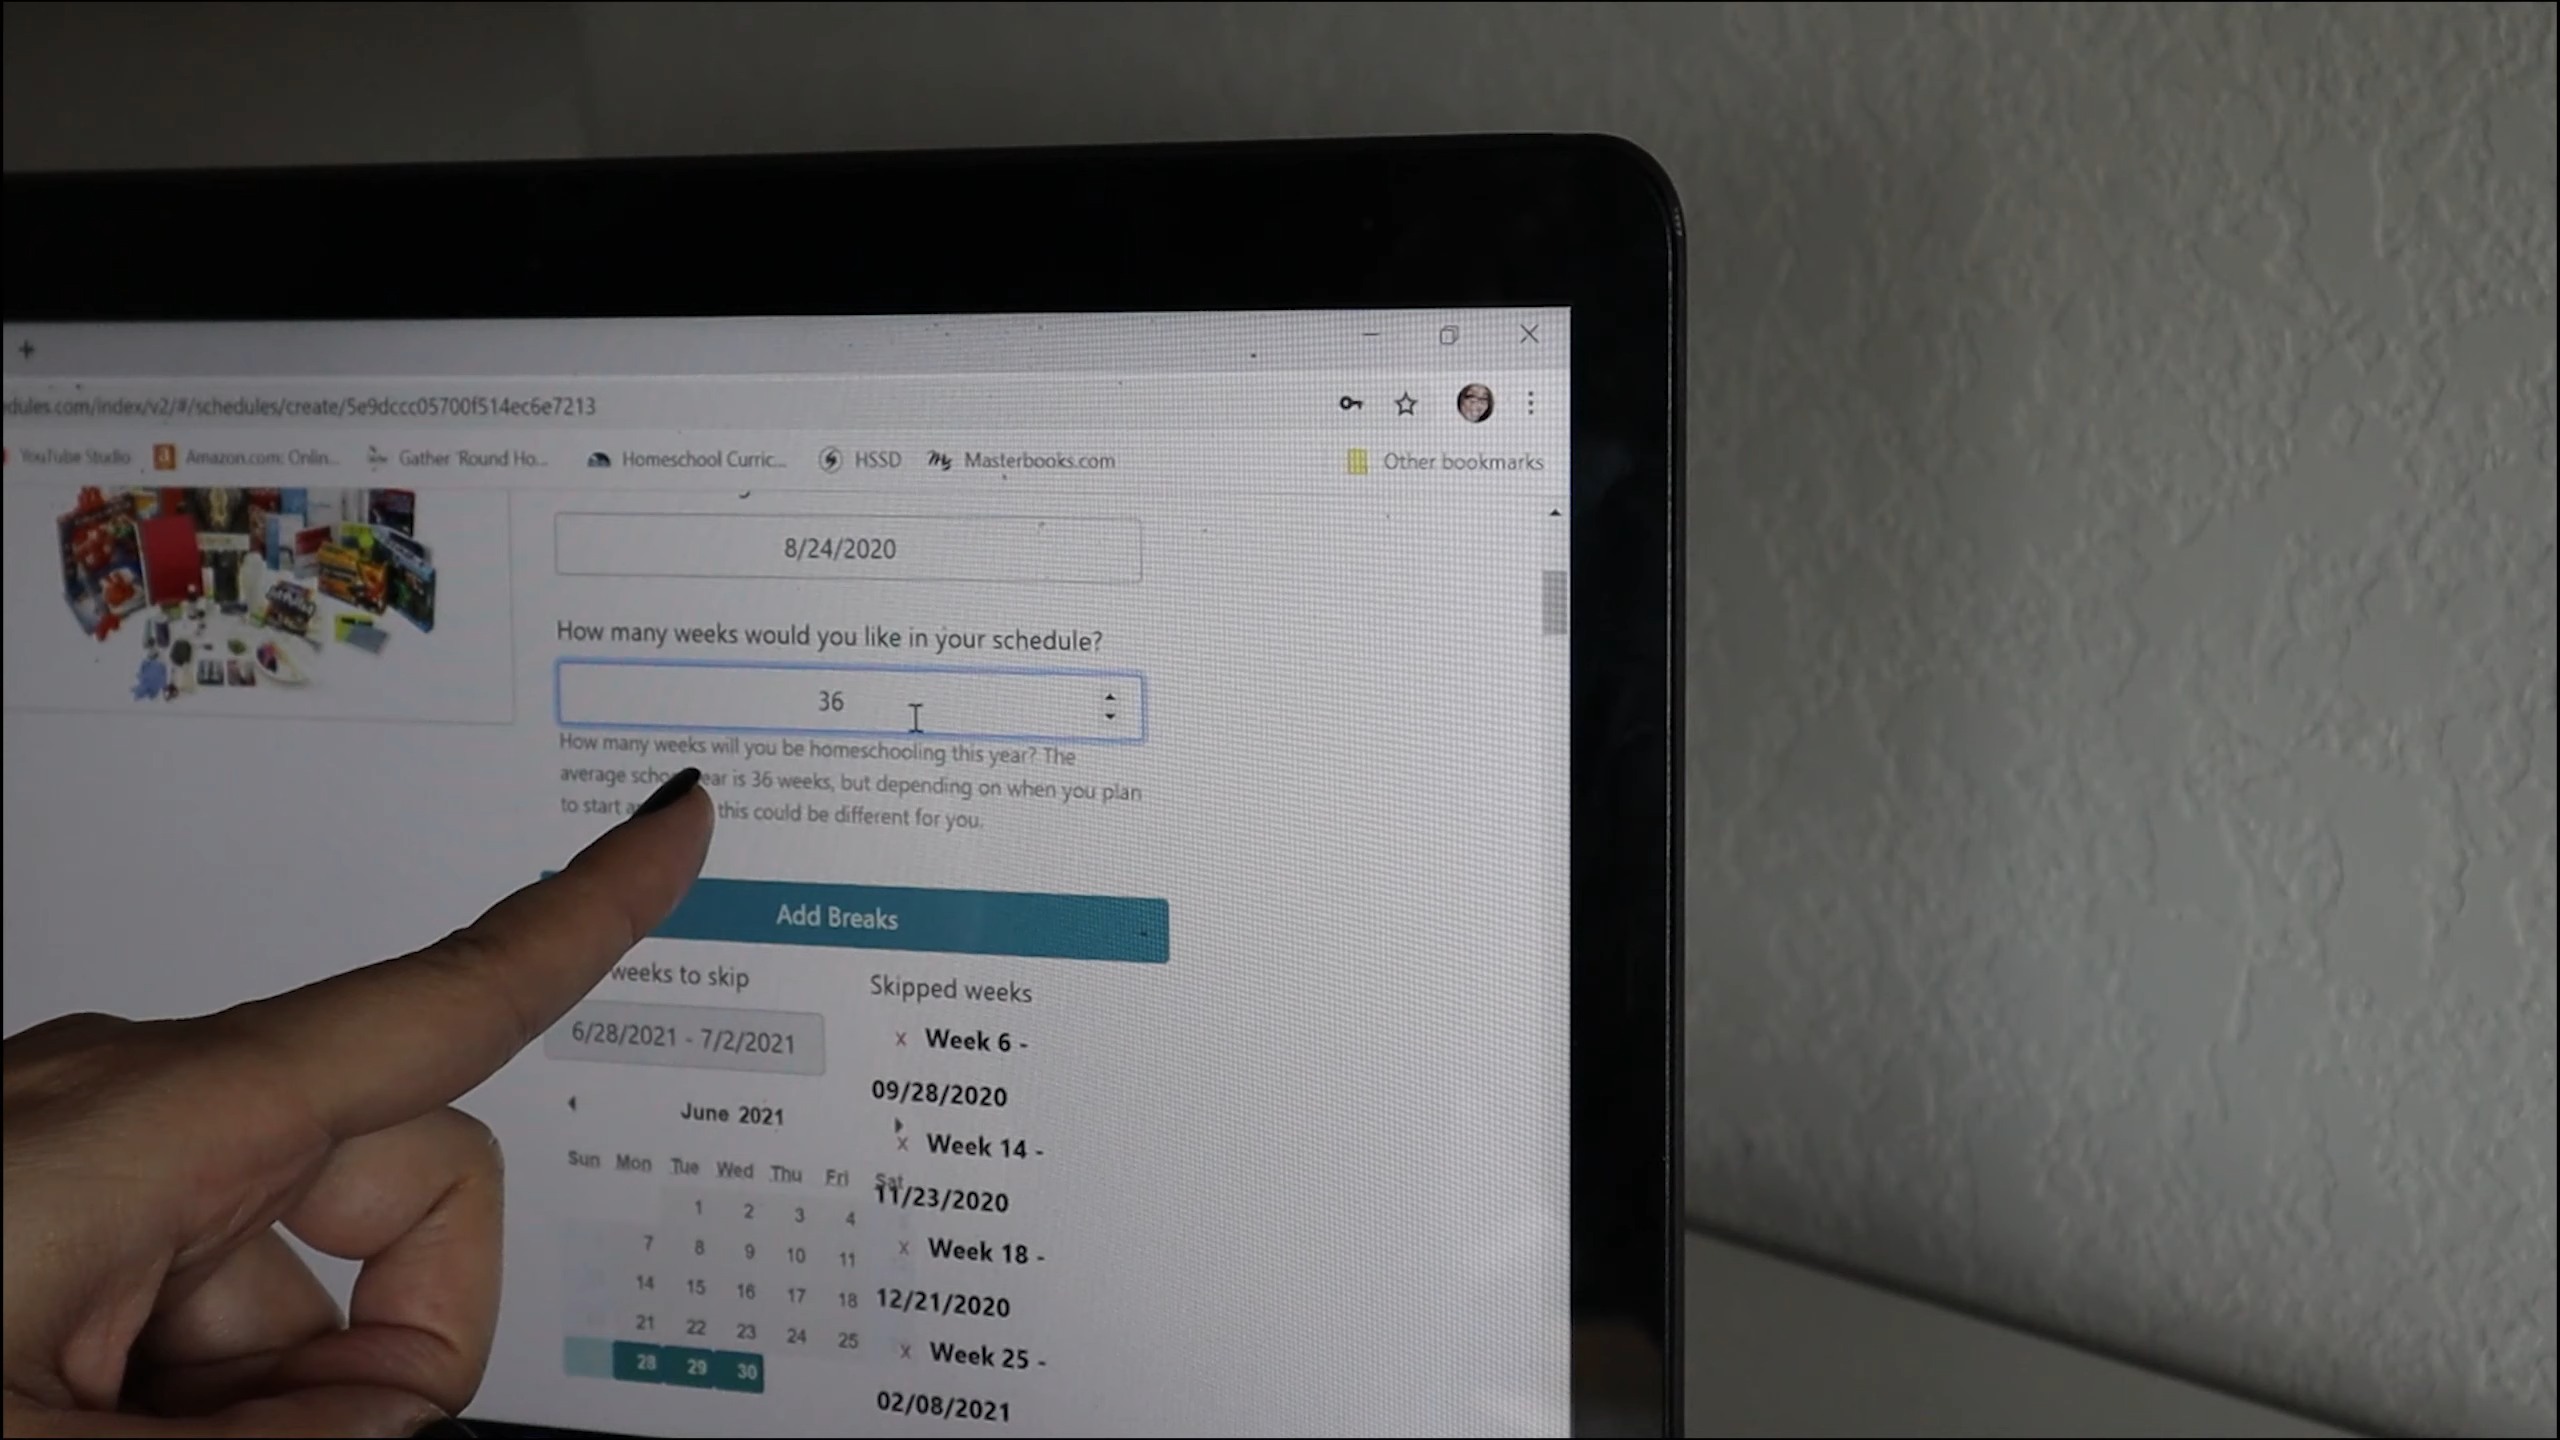 dules.com/index/v2/#/schedules/create/5e9dccc05700f514ec6e7213
YouTube Studio Amazon.com: Onlin... Gather 'Round Ho... Homeschool Curric... HSSD Masterbooks.com Other bookmarks
8/24/2020
How many weeks would you like in your schedule?
36
How many weeks will you be homeschooling this year? The
average year is 36 weeks, but depending on when you plan
to start this could be different for you.
Add Breaks
weeks to skip
6/28/2021 - 7/2/2021
June 2021
Sun Mon Tue Wed Thu Fri Sat
1 2 3 4
7 8 9 10 11
14 15 16 17 18
21 22 23 24 25
28 29 30
Skipped weeks
x Week 6 -
09/28/2020
x Week 14 -
11/23/2020
x Week 18 -
12/21/2020
x Week 25 -
02/08/2021